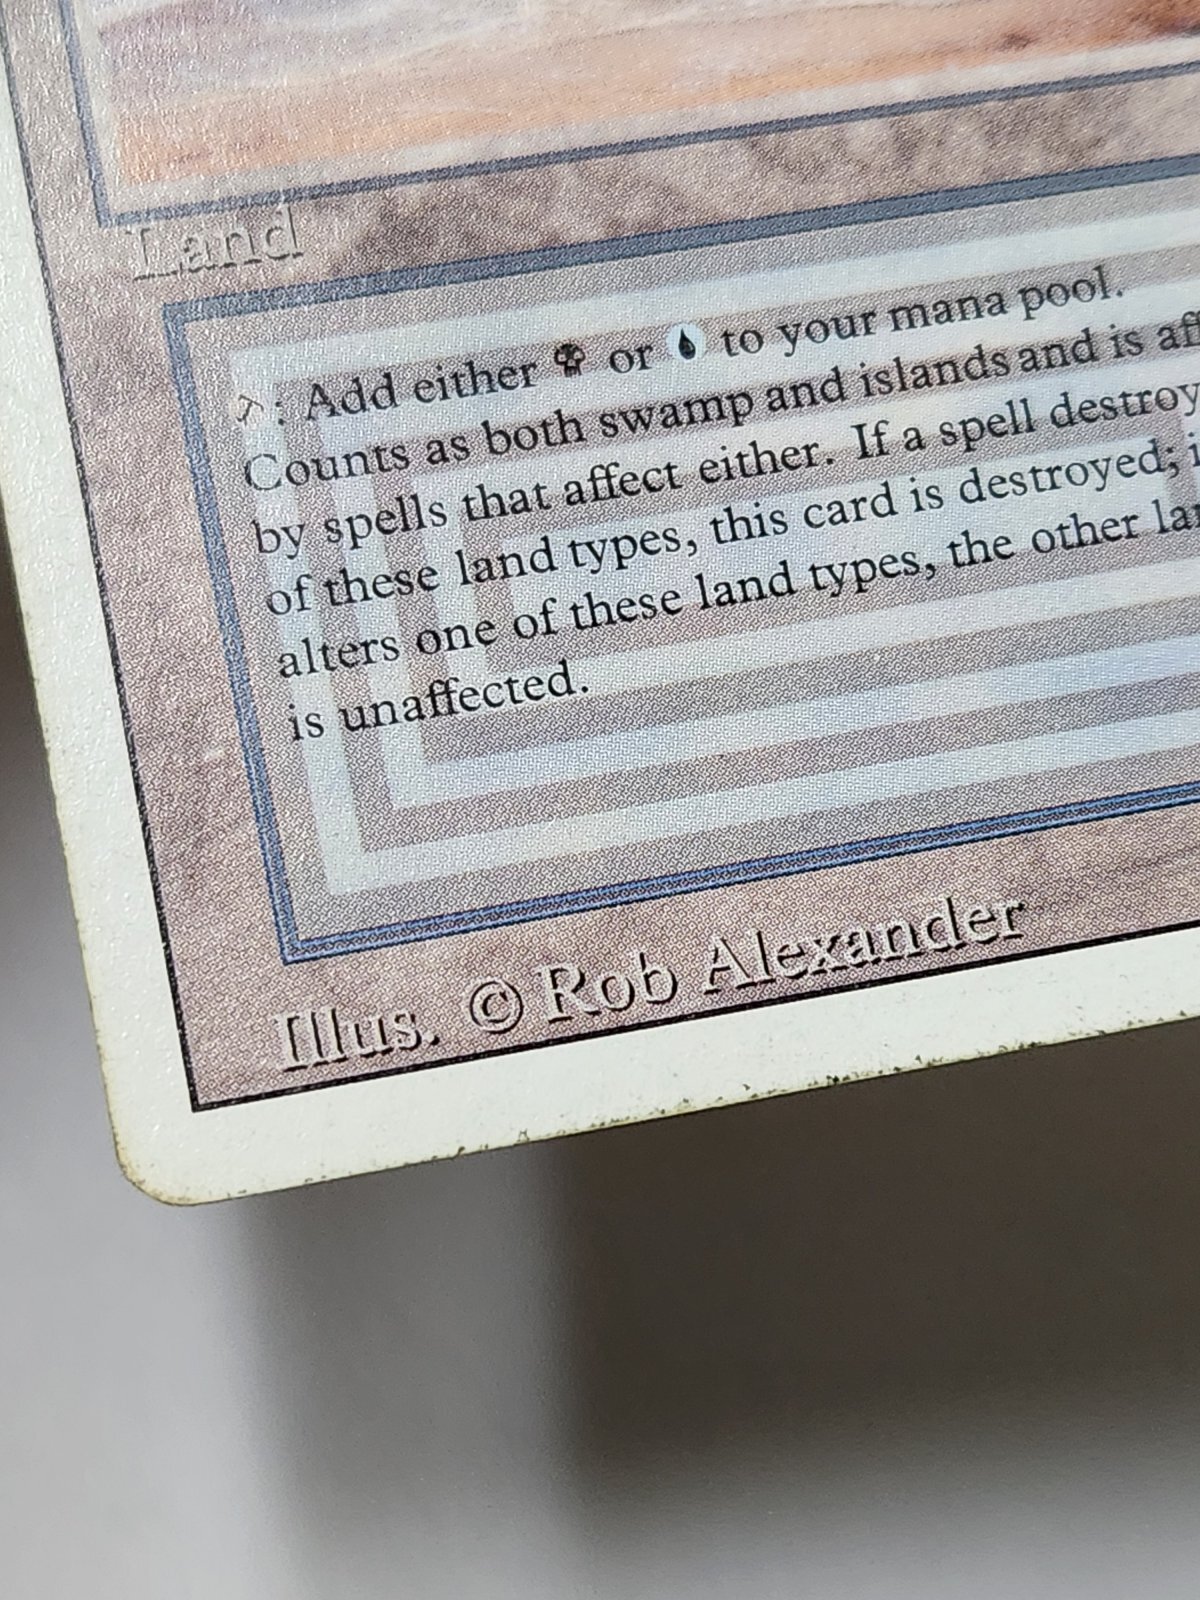 Land
: Add either or to your mana pool.
Counts as both swamp and islands and is
by spells that affect either. If a spell
of these land types, this card is destroyed;
alters one of these land types, the other
is unaffected.
Illus. © Rob Alexander